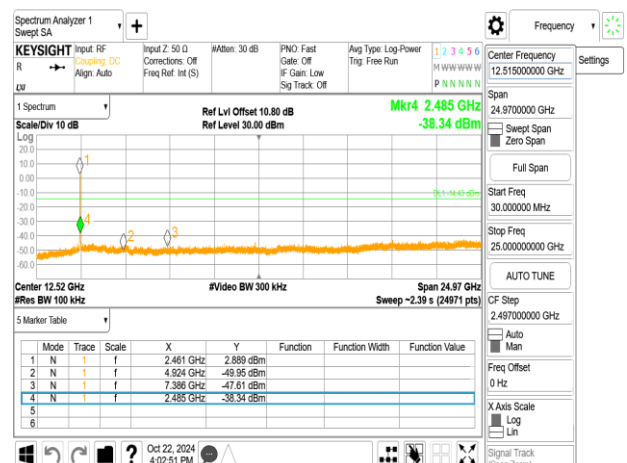 Spectrum Analyzer 1
Swept SA
Frequency
KEYSIGHT
R
Input: RF
Coupling: DC
Align: Auto
Input Z: 50 Ω
Corrections: Off
Freq Ref: Int (S)
#Atten: 30 dB
PNO: Fast
Gate: Off
IF Gain: Low
Sig Track: Off
Avg Type: Log-Power
Trig: Free Run
1 2 3 4 5 6
M W W W W W
P N N N N N
Settings
1 Spectrum
Scale/Div 10 dB
Ref Lvl Offset 10.80 dB
Ref Level 30.00 dBm
Mkr4 2.485 GHz
-38.34 dBm
Log
20.0
10.0
0.00
-10.0
-20.0
-30.0
-40.0
-50.0
-60.0
1
2
3
4
Center 12.52 GHz
#Res BW 100 kHz
#Video BW 300 kHz
Span 24.97 GHz
Sweep ~2.39 s (24971 pts)
5 Marker Table
Mode Trace Scale X Y Function Function Width Function Value
1 N 1 f 2.461 GHz 2.889 dBm
2 N 1 f 4.924 GHz -49.95 dBm
3 N 1 f 7.386 GHz -47.61 dBm
4 N 1 f 2.485 GHz -38.34 dBm
5
6
Oct 22, 2024
4:02:51 PM
Center Frequency
12.515000000 GHz
Span
24.9700000 GHz
Swept Span
Zero Span
Full Span
Start Freq
30.000000 MHz
Stop Freq
25.000000000 GHz
AUTO TUNE
CF Step
2.497000000 GHz
Auto
Man
Freq Offset
0 Hz
X Axis Scale
Log
Lin
Signal Track